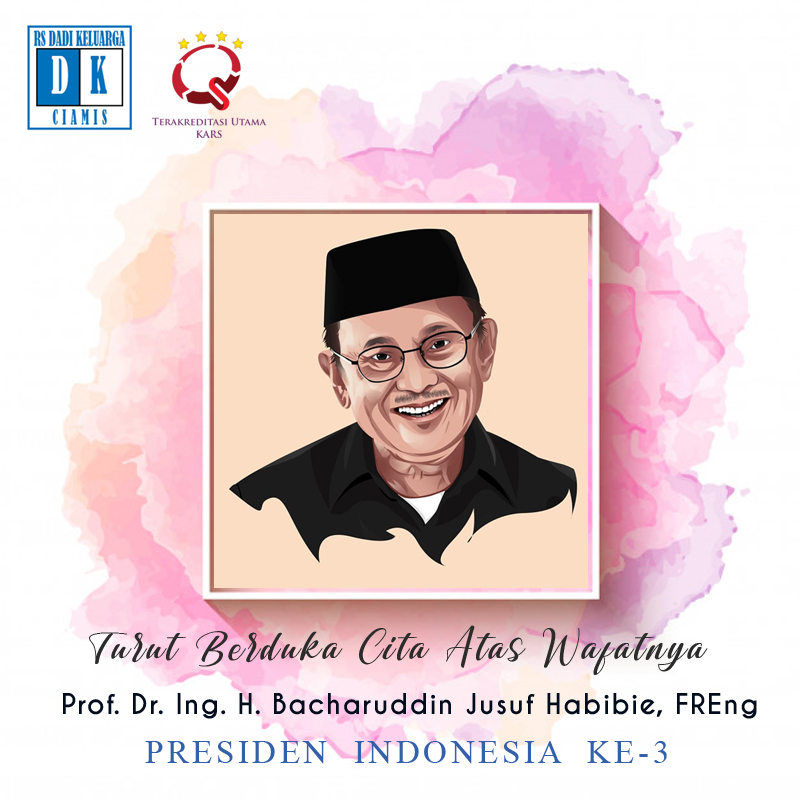 RS DADI KELUARGA
D K
CIAMIS
TERAKREDITASI UTAMA
KARS
Turut Berduka Cita Atas Wafatnya
Prof. Dr. Ing. H. Bacharuddin Jusuf Habibie, FREng
PRESIDEN INDONESIA KE-3